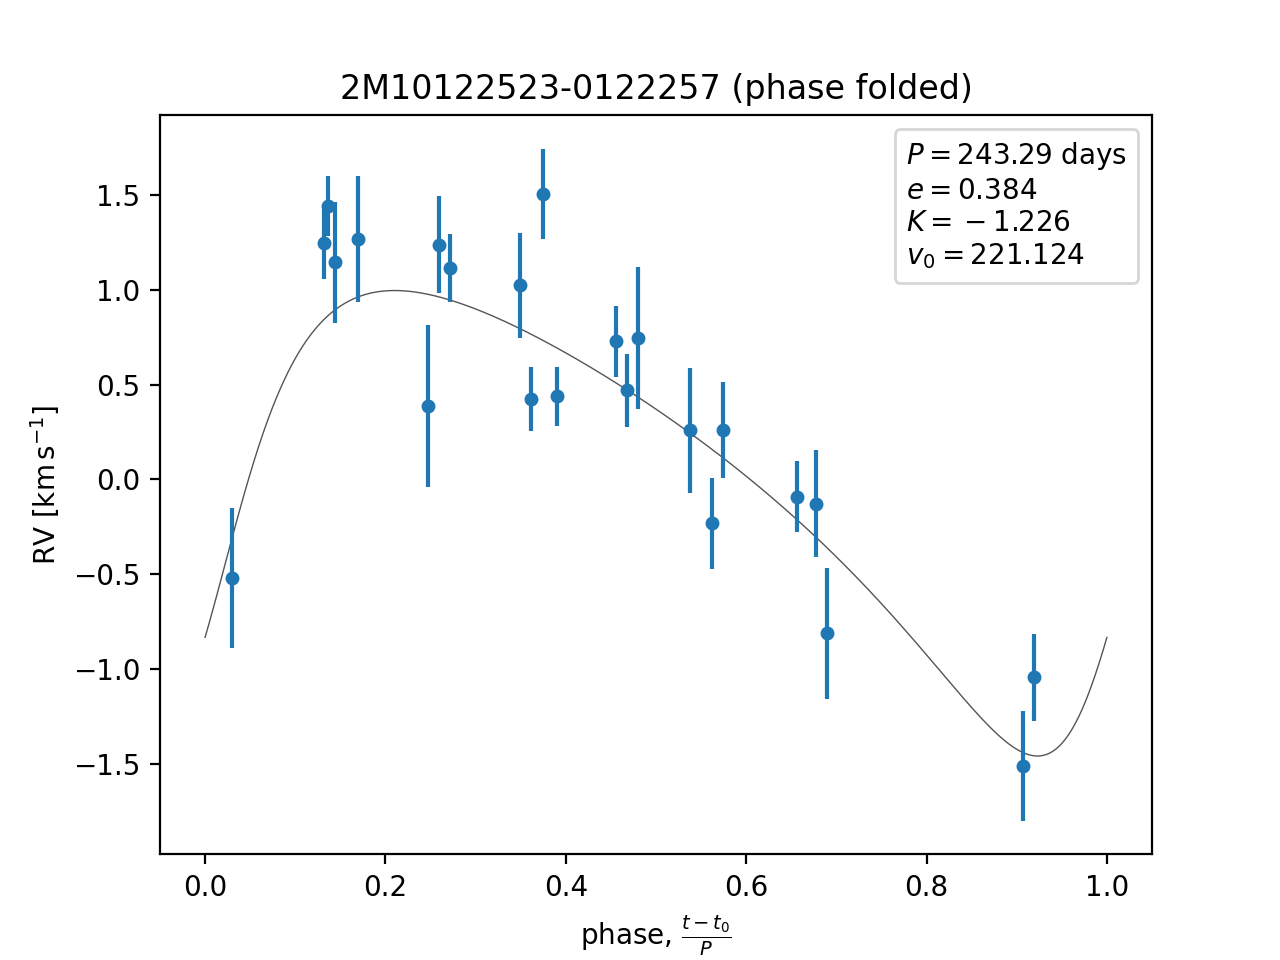 2M10122523-0122257 (phase folded)
P = 243.29 days
e = 0.384
K = −1.226
v₀ = 221.124
1.5
1.0
0.5
0.0
−0.5
−1.0
−1.5
RV [km s⁻¹]
0.0 0.2 0.4 0.6 0.8 1.0
phase, (t − t₀)/P